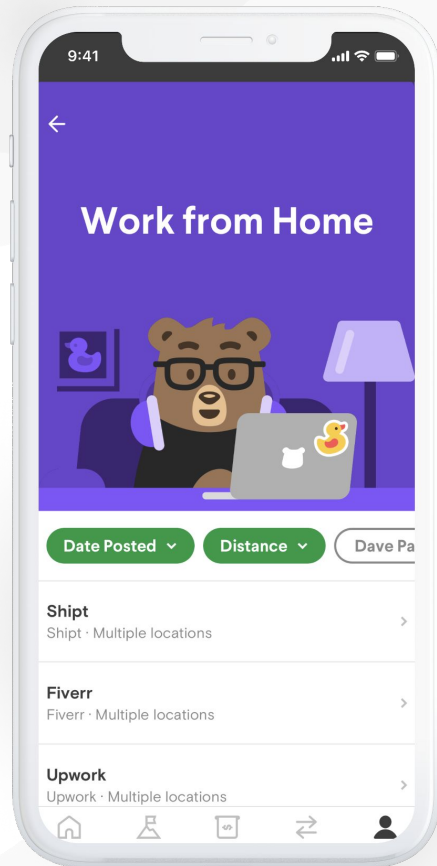 9:41
Work from Home
Date Posted Distance Dave Pa
Shipt
Shipt · Multiple locations
Fiverr
Fiverr · Multiple locations
Upwork
Upwork · Multiple locations